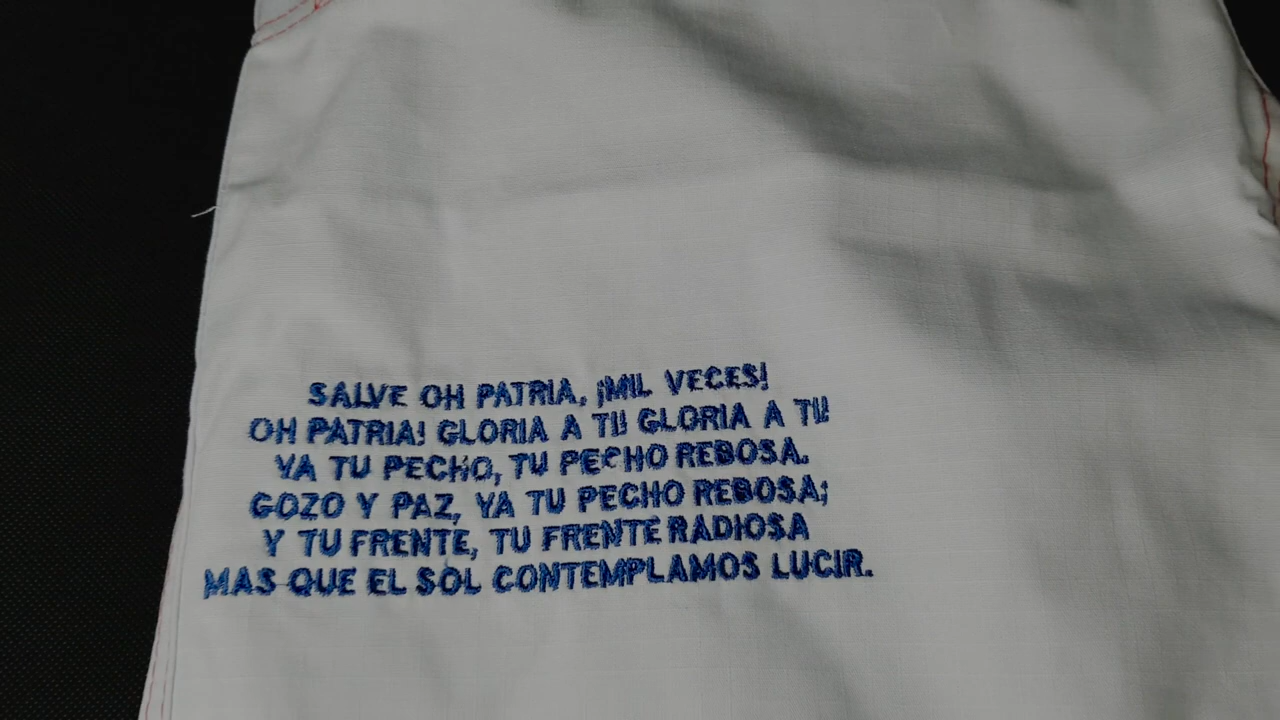 SALVE OH PATRIA, ¡MIL VECES!
OH PATRIA! GLORIA A TI! GLORIA A TI!
YA TU PECHO, TU PECHO REBOSA.
GOZO Y PAZ, YA TU PECHO REBOSA;
Y TU FRENTE, TU FRENTE RADIOSA
MAS QUE EL SOL CONTEMPLAMOS LUCIR.